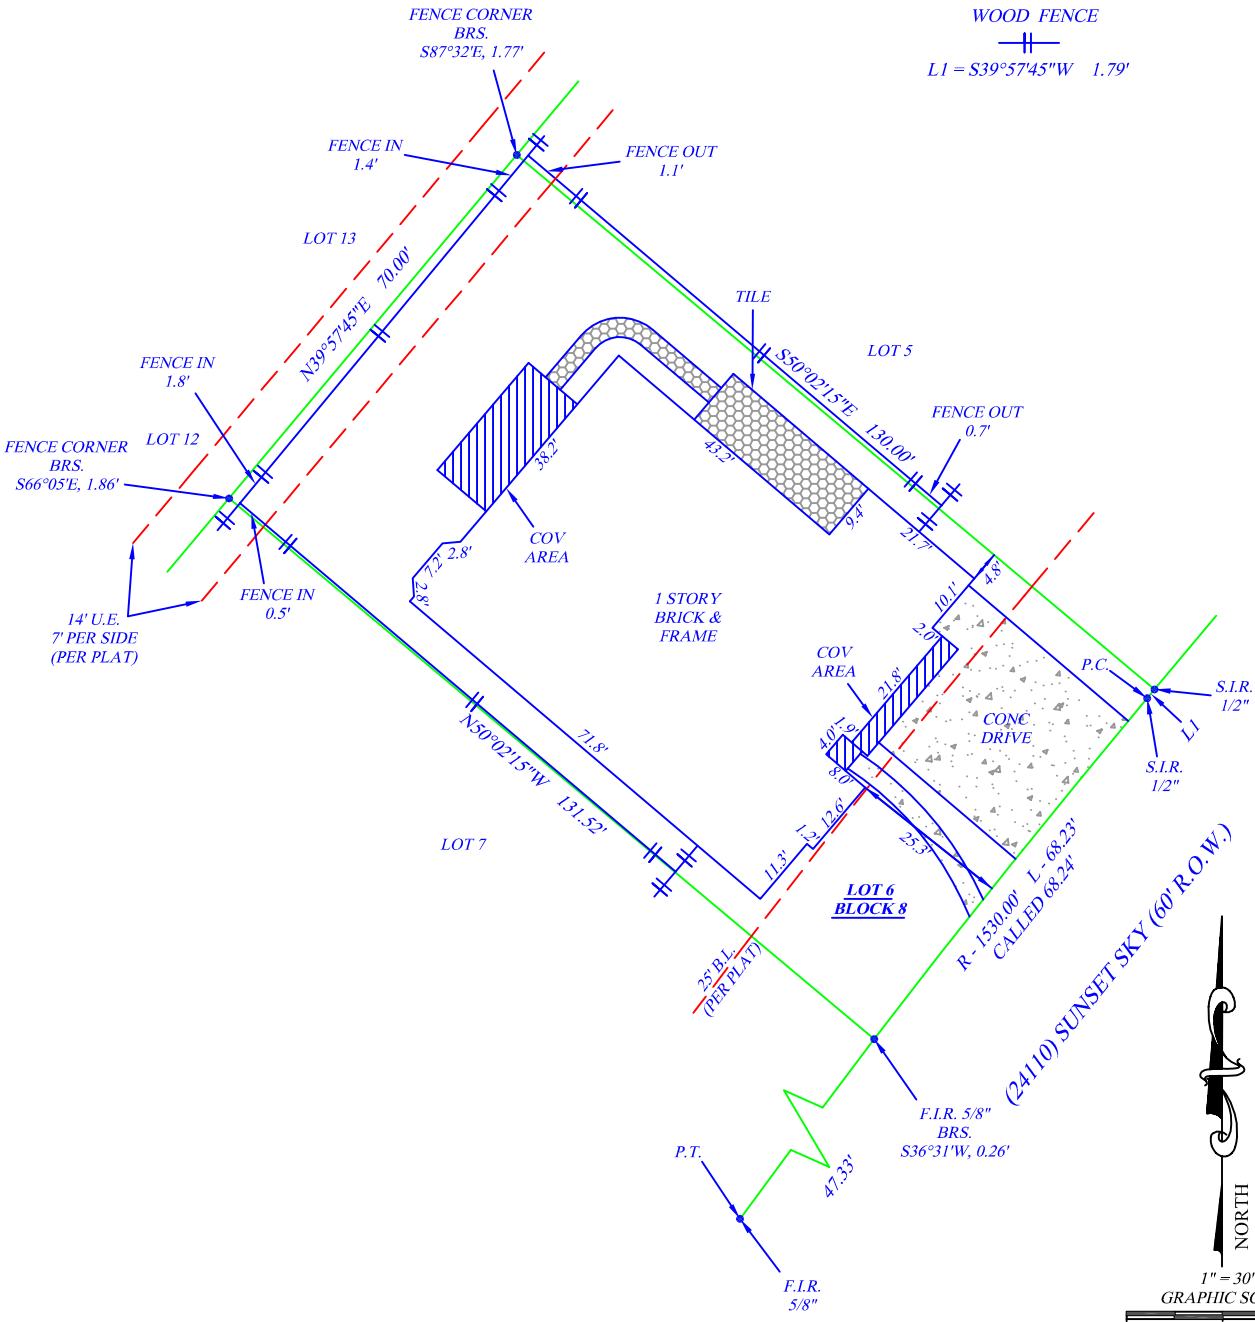 FENCE CORNER
BRS.
S87°32'E, 1.77'
WOOD FENCE
L1 = S39°57'45"W 1.79'
FENCE IN
1.4'
FENCE OUT
1.1'
LOT 13
N39°57'45"E 70.00'
TILE
S50°02'15"E 130.00'
LOT 5
FENCE IN
1.8'
LOT 12
FENCE CORNER
BRS.
S66°05'E, 1.86'
FENCE OUT
0.7'
38.2'
43.2'
9.4'
21.7'
COV
AREA
7.2'
2.8'
2.8'
4.8'
10.1'
2.0'
14' U.E.
7' PER SIDE
(PER PLAT)
FENCE IN
0.5'
1 STORY
BRICK &
FRAME
COV
AREA
21.8'
P.C.
S.I.R.
1/2"
L1
S.I.R.
1/2"
CONC
DRIVE
1.9'
4.0'
8.0'
N50°02'15"W 131.52'
71.8'
12.6'
1.2'
11.3'
25.3'
LOT 7
LOT 6
BLOCK 8
R - 1530.00' L - 68.23'
CALLED 68.24'
(24110) SUNSET SKY (60' R.O.W.)
25' B.L.
(PER PLAT)
F.I.R. 5/8"
BRS.
S36°31'W, 0.26'
P.T.
47.33'
F.I.R.
5/8"
NORTH
1" = 30'
GRAPHIC SC